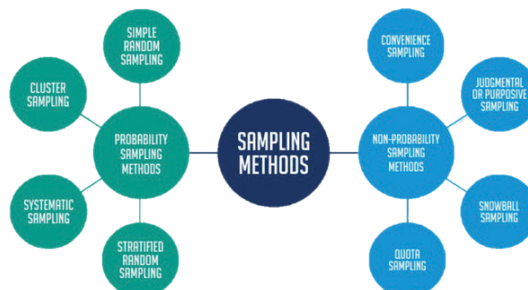 SIMPLE
RANDOM
SAMPLING
CLUSTER
SAMPLING
PROBABILITY
SAMPLING
METHODS
SYSTEMATIC
SAMPLING
STRATIFIED
RANDOM
SAMPLING
SAMPLING
METHODS
CONVENIENCE
SAMPLING
JUDGMENTAL
OR PURPOSIVE
SAMPLING
NON-PROBABILITY
SAMPLING
METHODS
SNOWBALL
SAMPLING
QUOTA
SAMPLING